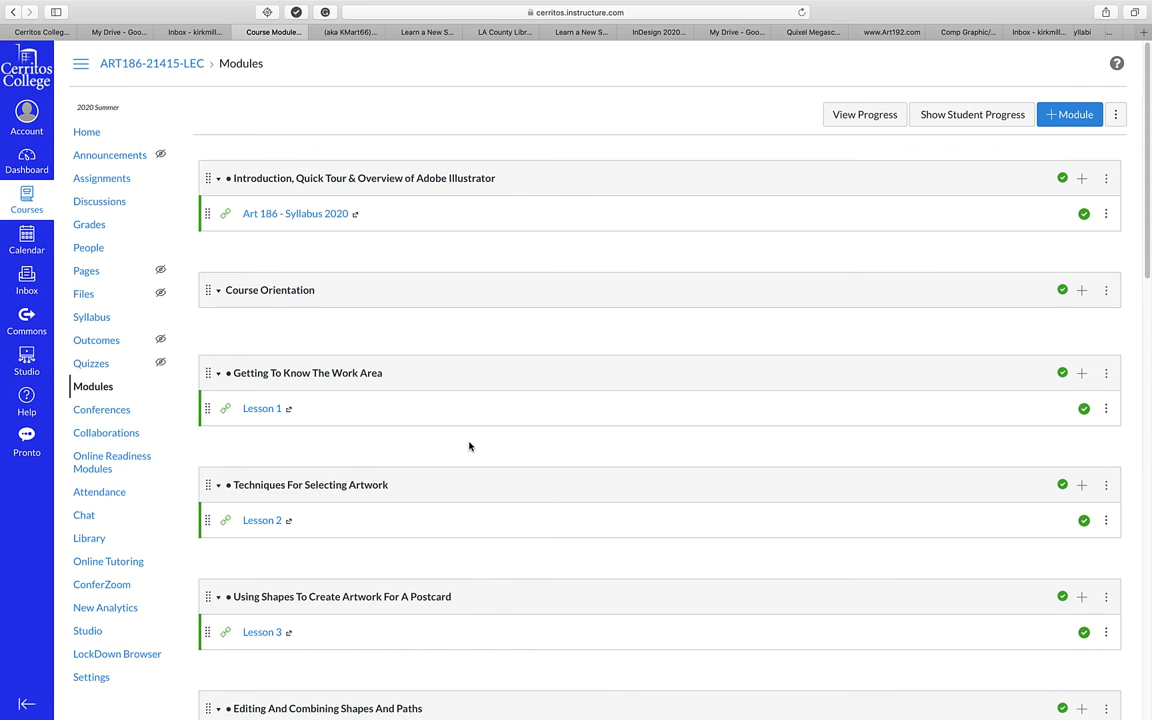 cerritos.instructure.com
Cerritos Colleg...
My Drive - Goo...
Inbox - kirkmill...
Course Module...
(aka KMart66)...
Learn a New S...
LA County Libr...
Learn a New S...
InDesign 2020...
My Drive - Goo...
Quixel Megasc...
www.Art192.com
Comp Graphic/...
Inbox - kirkmill...
yllabi
...
Cerritos College
ART186-21415-LEC › Modules
2020 Summer
View Progress
Show Student Progress
+ Module
Account
Dashboard
Courses
Calendar
Inbox
Commons
Studio
Help
Pronto
Home
Announcements
Assignments
Discussions
Grades
People
Pages
Files
Syllabus
Outcomes
Quizzes
Modules
Conferences
Collaborations
Online Readiness
Modules
Attendance
Chat
Library
Online Tutoring
ConferZoom
New Analytics
Studio
LockDown Browser
Settings
• Introduction, Quick Tour & Overview of Adobe Illustrator
Art 186 - Syllabus 2020
Course Orientation
• Getting To Know The Work Area
Lesson 1
• Techniques For Selecting Artwork
Lesson 2
• Using Shapes To Create Artwork For A Postcard
Lesson 3
• Editing And Combining Shapes And Paths